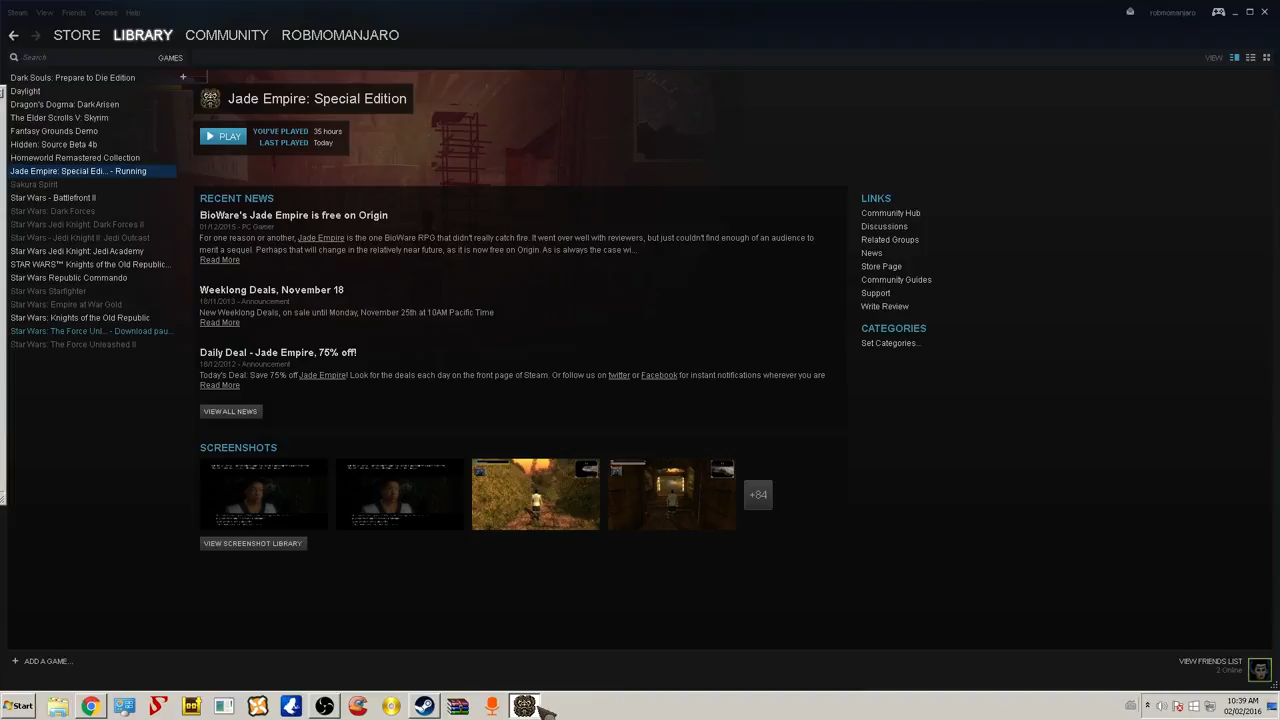 Steam View Friends Games Help
robmomanjaro
STORE LIBRARY COMMUNITY ROBMOMANJARO
Search GAMES
VIEW
Dark Souls: Prepare to Die Edition
Daylight
Dragon's Dogma: Dark Arisen
The Elder Scrolls V: Skyrim
Fantasy Grounds Demo
Hidden: Source Beta 4b
Homeworld Remastered Collection
Jade Empire: Special Edi... - Running
Sakura Spirit
Star Wars - Battlefront II
Star Wars: Dark Forces
Star Wars Jedi Knight: Dark Forces II
Star Wars - Jedi Knight II: Jedi Outcast
Star Wars Jedi Knight: Jedi Academy
STAR WARS™ Knights of the Old Republic...
Star Wars Republic Commando
Star Wars Starfighter
Star Wars: Empire at War Gold
Star Wars: Knights of the Old Republic
Star Wars: The Force Unl... - Download pau...
Star Wars: The Force Unleashed II
Jade Empire: Special Edition
PLAY
YOU'VE PLAYED 35 hours
LAST PLAYED Today
RECENT NEWS
BioWare's Jade Empire is free on Origin
01/12/2015 - PC Gamer
For one reason or another, Jade Empire is the one BioWare RPG that didn't really catch fire. It went over well with reviewers, but just couldn't find enough of an audience to
merit a sequel. Perhaps that will change in the relatively near future, as it is now free on Origin. As is always the case wi...
Read More
Weeklong Deals, November 18
18/11/2013 - Announcement
New Weeklong Deals, on sale until Monday, November 25th at 10AM Pacific Time
Read More
Daily Deal - Jade Empire, 75% off!
18/12/2012 - Announcement
Today's Deal: Save 75% off Jade Empire! Look for the deals each day on the front page of Steam. Or follow us on twitter or Facebook for instant notifications wherever you are
Read More
VIEW ALL NEWS
SCREENSHOTS
+84
VIEW SCREENSHOT LIBRARY
LINKS
Community Hub
Discussions
Related Groups
News
Store Page
Community Guides
Support
Write Review
CATEGORIES
Set Categories...
+ ADD A GAME...
VIEW FRIENDS LIST
2 Online
Start
10:39 AM
02/02/2016